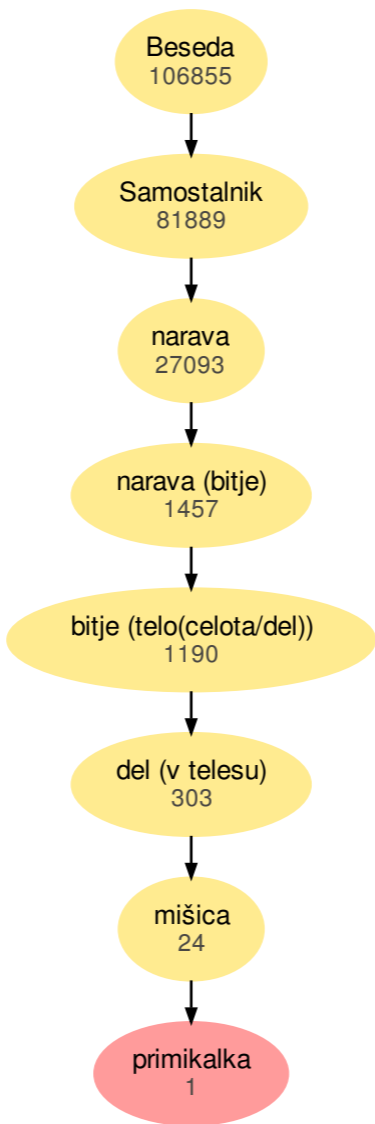 Beseda
106855
Samostalnik
81889
narava
27093
narava (bitje)
1457
bitje (telo(celota/del))
1190
del (v telesu)
303
mišica
24
primikalka
1